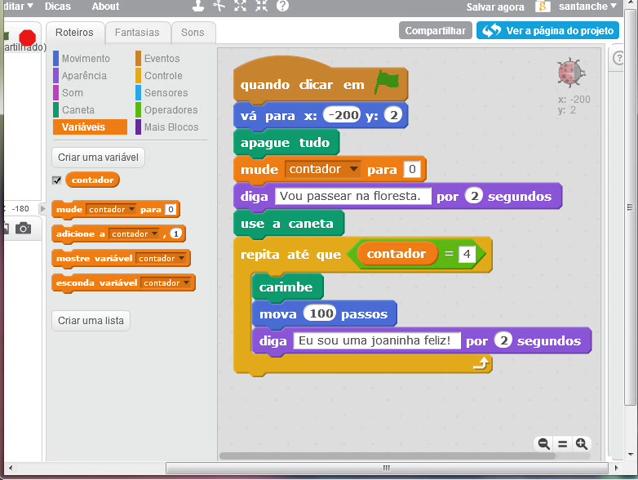 ditar Dicas About Salvar agora santanche
artilhado)
Roteiros Fantasias Sons
Compartilhar Ver a página do projeto
Movimento Eventos
Aparência Controle
Som Sensores
Caneta Operadores
Variáveis Mais Blocos
Criar uma variável
contador
mude contador para 0
adicione a contador , 1
mostre variável contador
esconda variável contador
Criar uma lista
X: -180
quando clicar em
vá para x: -200 y: 2
apague tudo
mude contador para 0
diga Vou passear na floresta. por 2 segundos
use a caneta
repita até que contador = 4
carimbe
mova 100 passos
diga Eu sou uma joaninha feliz! por 2 segundos
x: -200
y: 2